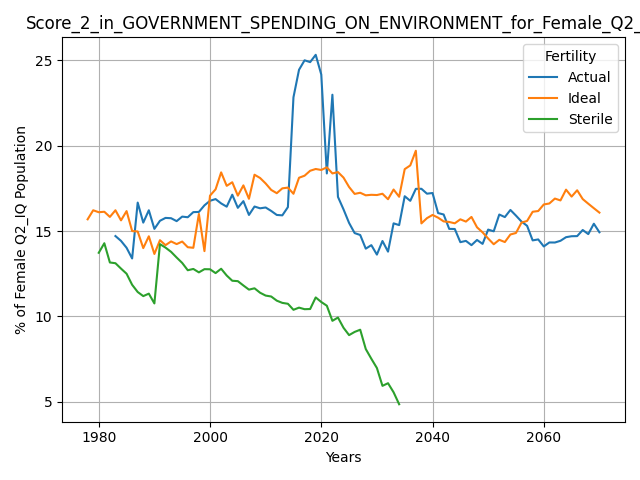 Score_2_in_GOVERNMENT_SPENDING_ON_ENVIRONMENT_for_Female_Q2_
Fertility
Actual
Ideal
Sterile
% of Female Q2_IQ Population
25
20
15
10
5
1980 2000 2020 2040 2060
Years